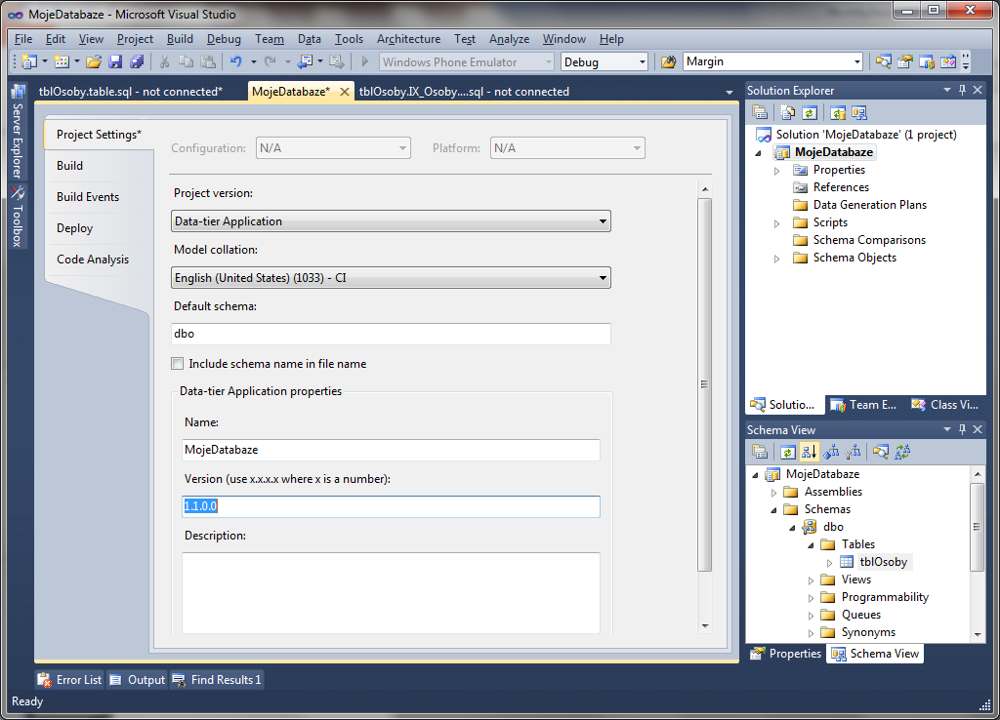 MojeDatabaze - Microsoft Visual Studio
File Edit View Project Build Debug Team Data Tools Architecture Test Analyze Window Help
Windows Phone Emulator Debug Margin
Server Explorer
Toolbox
tblOsoby.table.sql - not connected* MojeDatabaze* tblOsoby.IX_Osoby....sql - not connected
Project Settings*
Build
Build Events
Deploy
Code Analysis
Configuration: N/A Platform: N/A
Project version:
Data-tier Application
Model collation:
English (United States) (1033) - CI
Default schema:
dbo
Include schema name in file name
Data-tier Application properties
Name:
MojeDatabaze
Version (use x.x.x.x where x is a number):
1.1.0.0
Description:
Solution Explorer
Solution 'MojeDatabaze' (1 project)
MojeDatabaze
Properties
References
Data Generation Plans
Scripts
Schema Comparisons
Schema Objects
Solutio... Team E... Class Vi...
Schema View
MojeDatabaze
Assemblies
Schemas
dbo
Tables
tblOsoby
Views
Programmability
Queues
Synonyms
Properties Schema View
Error List Output Find Results 1
Ready